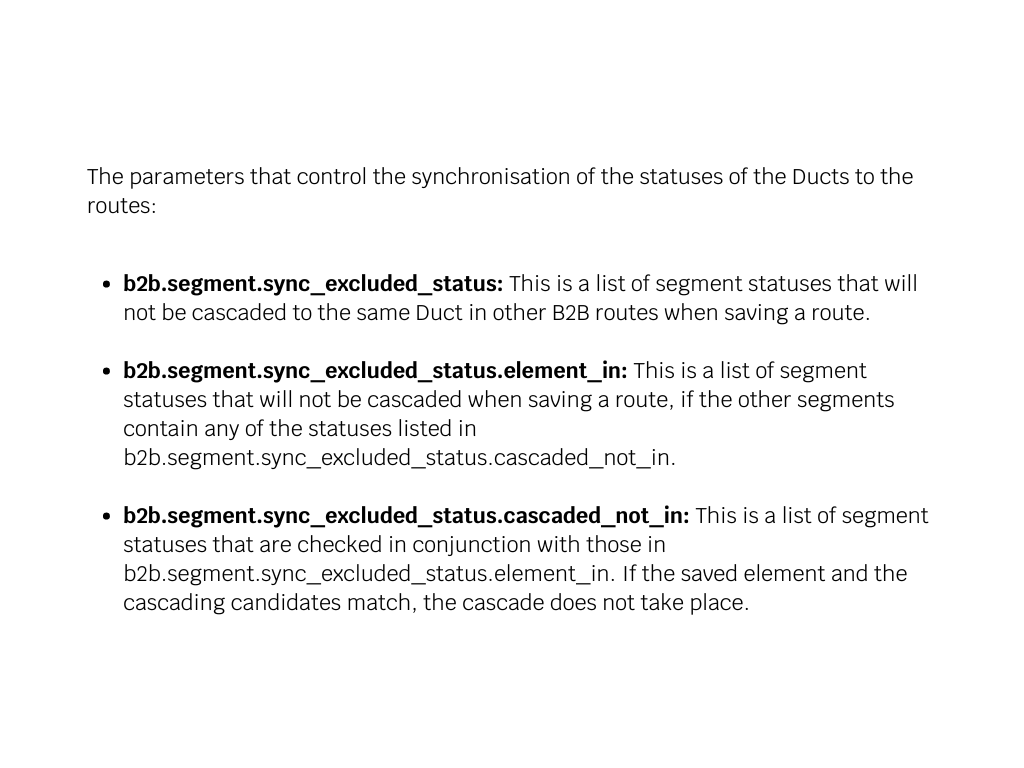 The parameters that control the synchronisation of the statuses of the Ducts to the
routes:
• b2b.segment.sync_excluded_status: This is a list of segment statuses that will
not be cascaded to the same Duct in other B2B routes when saving a route.
• b2b.segment.sync_excluded_status.element_in: This is a list of segment
statuses that will not be cascaded when saving a route, if the other segments
contain any of the statuses listed in
b2b.segment.sync_excluded_status.cascaded_not_in.
• b2b.segment.sync_excluded_status.cascaded_not_in: This is a list of segment
statuses that are checked in conjunction with those in
b2b.segment.sync_excluded_status.element_in. If the saved element and the
cascading candidates match, the cascade does not take place.